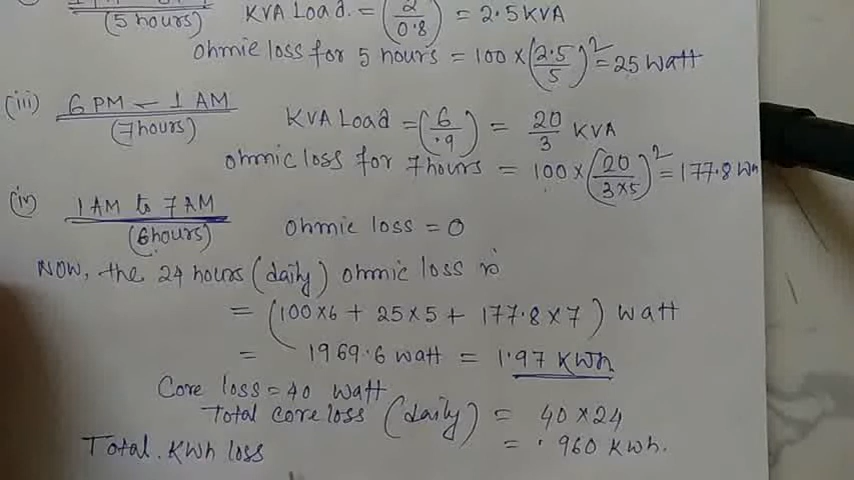 (5 hours) KVA Load. = (2/0.8) = 2.5 KVA
ohmic loss for 5 hours = 100 × (2.5/5)² = 25 Watt
(iii) 6 PM – 1 AM
(7 hours) KVA Load = (6/.9) = 20/3 KVA
ohmic loss for 7 hours = 100 × (20/3×5)² = 177.8 Wa
(iv) 1 AM to 7 AM
(6 hours) ohmic loss = 0
Now, the 24 hours (daily) ohmic loss is
= (100×6 + 25×5 + 177.8×7) Watt
= 1969.6 watt = 1.97 KWh
Core loss = 40 watt
Total core loss (daily) = 40×24
= .960 KWh.
Total. KWh loss